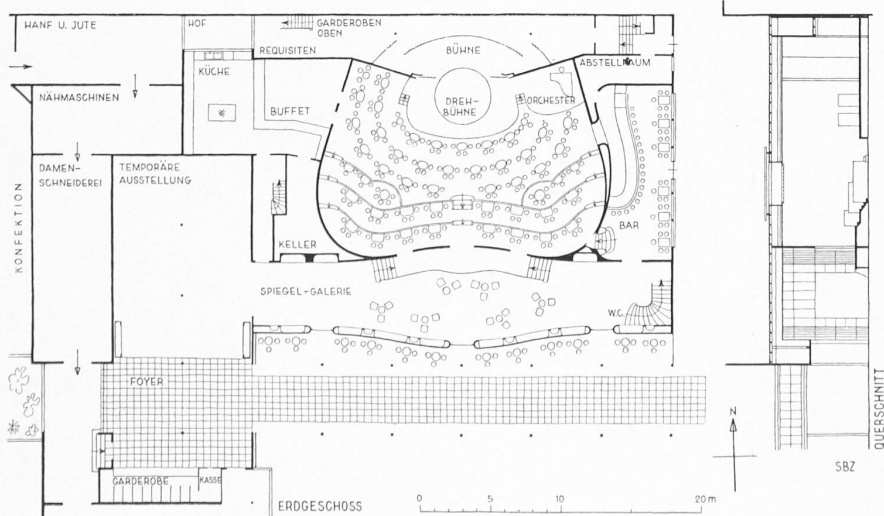 HANF U. JUTE
HOF
GARDEROBEN
OBEN
REQUISITEN
BÜHNE
ABSTELLRAUM
KÜCHE
NÄHMASCHINEN
BUFFET
DREH-
BÜHNE
ORCHESTER
DAMEN-
SCHNEIDEREI
TEMPORÄRE
AUSSTELLUNG
KONFEKTION
KELLER
BAR
SPIEGEL-GALERIE
W.C.
FOYER
GARDEROBE
KASSE
ERDGESCHOSS
0 5 10 20 m
N
SBZ
QUERSCHNITT